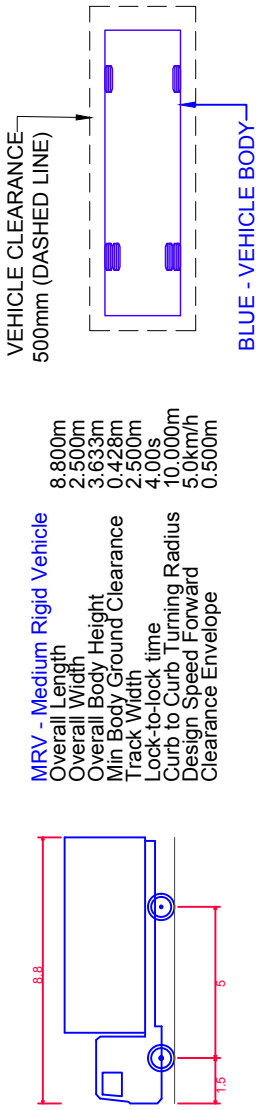 VEHICLE CLEARANCE
500mm (DASHED LINE)
BLUE - VEHICLE BODY
MRV - Medium Rigid Vehicle
Overall Length 8.800m
Overall Width 2.500m
Overall Body Height 3.633m
Min Body Ground Clearance 0.428m
Track Width 2.500m
Lock-to-lock time 4.00s
Curb to Curb Turning Radius 10.000m
Design Speed Forward 5.0km/h
Clearance Envelope 0.500m
8.8
1.5
5